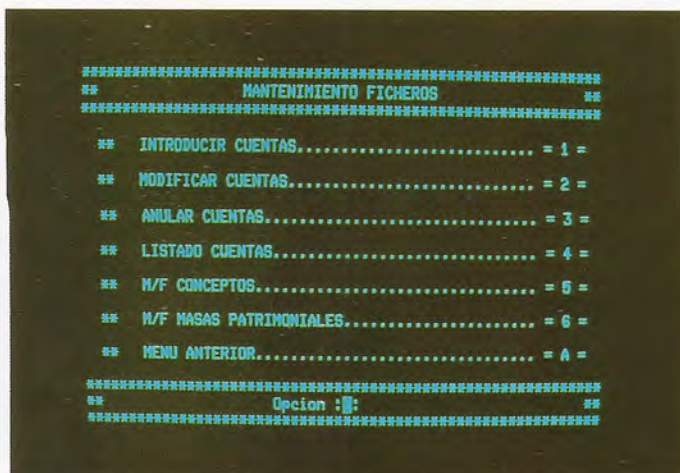 ************************************************************
** MANTENIMIENTO FICHEROS **
************************************************************
** INTRODUCIR CUENTAS............................ = 1 =
** MODIFICAR CUENTAS............................. = 2 =
** ANULAR CUENTAS................................ = 3 =
** LISTADO CUENTAS............................... = 4 =
** M/F CONCEPTOS................................. = 5 =
** M/F MASAS PATRIMONIALES....................... = 6 =
** MENU ANTERIOR................................. = A =
************************************************************
** Opcion : : **
************************************************************